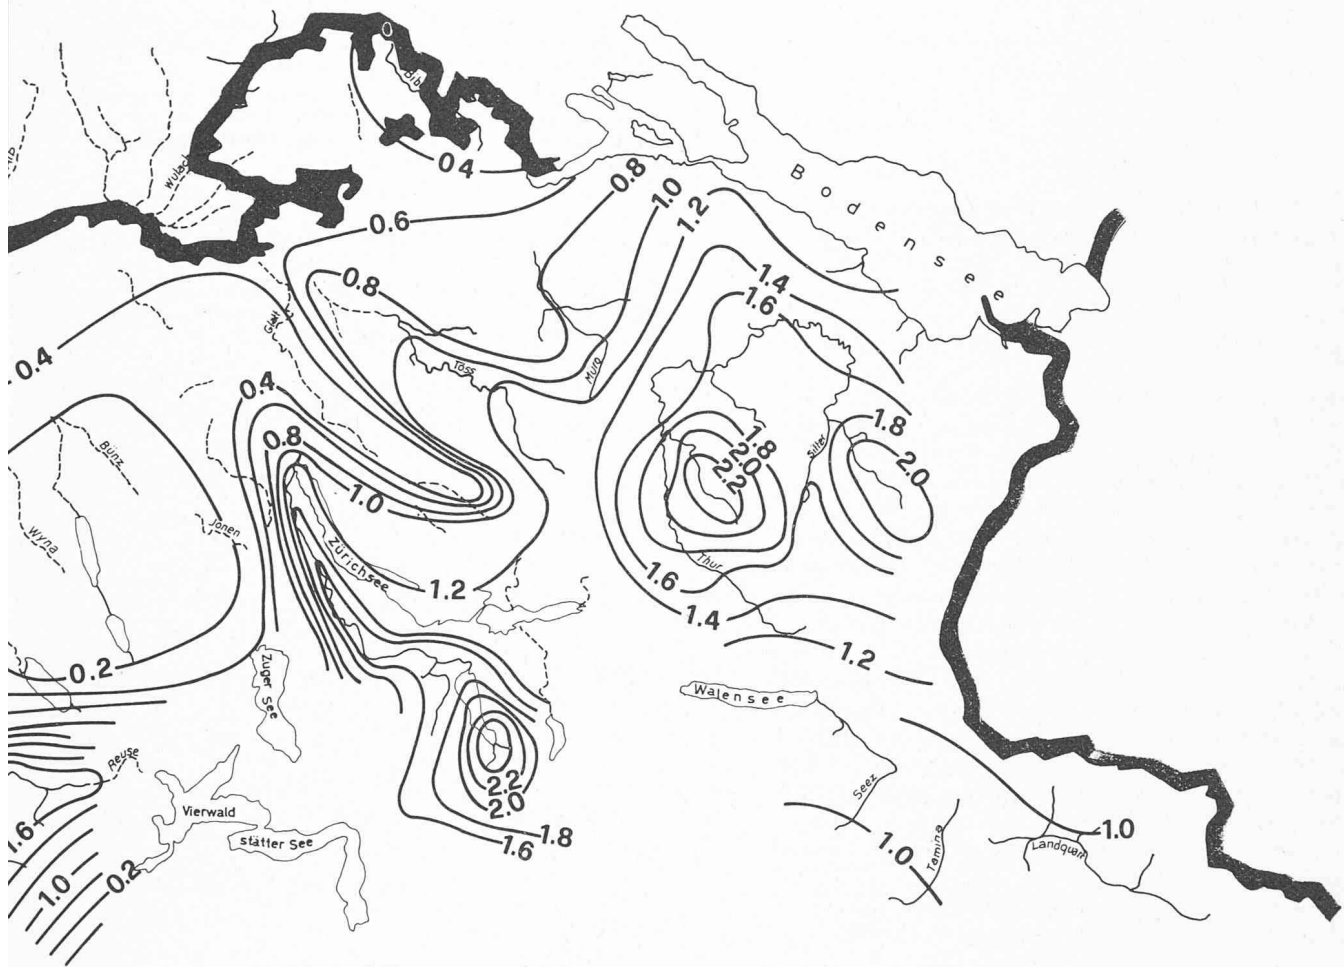 Bib
0.4
Wutach
0.6
0.8
1.0
1.2
Bodensee
0.8
1.4
1.6
Glatt
0.4
Töss
Murg
0.4
0.8
1.0
Bünz
Wyna
Jonen
Zürichsee
1.2
1.8
2.0
2.2
Sitter
1.8
2.0
Thur
1.6
1.4
1.2
0.2
Zuger See
Walensee
Reuse
Vierwald
stätter See
2.2
2.0
1.8
1.6
Seez
1.0
Tamina
Landquart
1.0
1.6
1.0
0.2